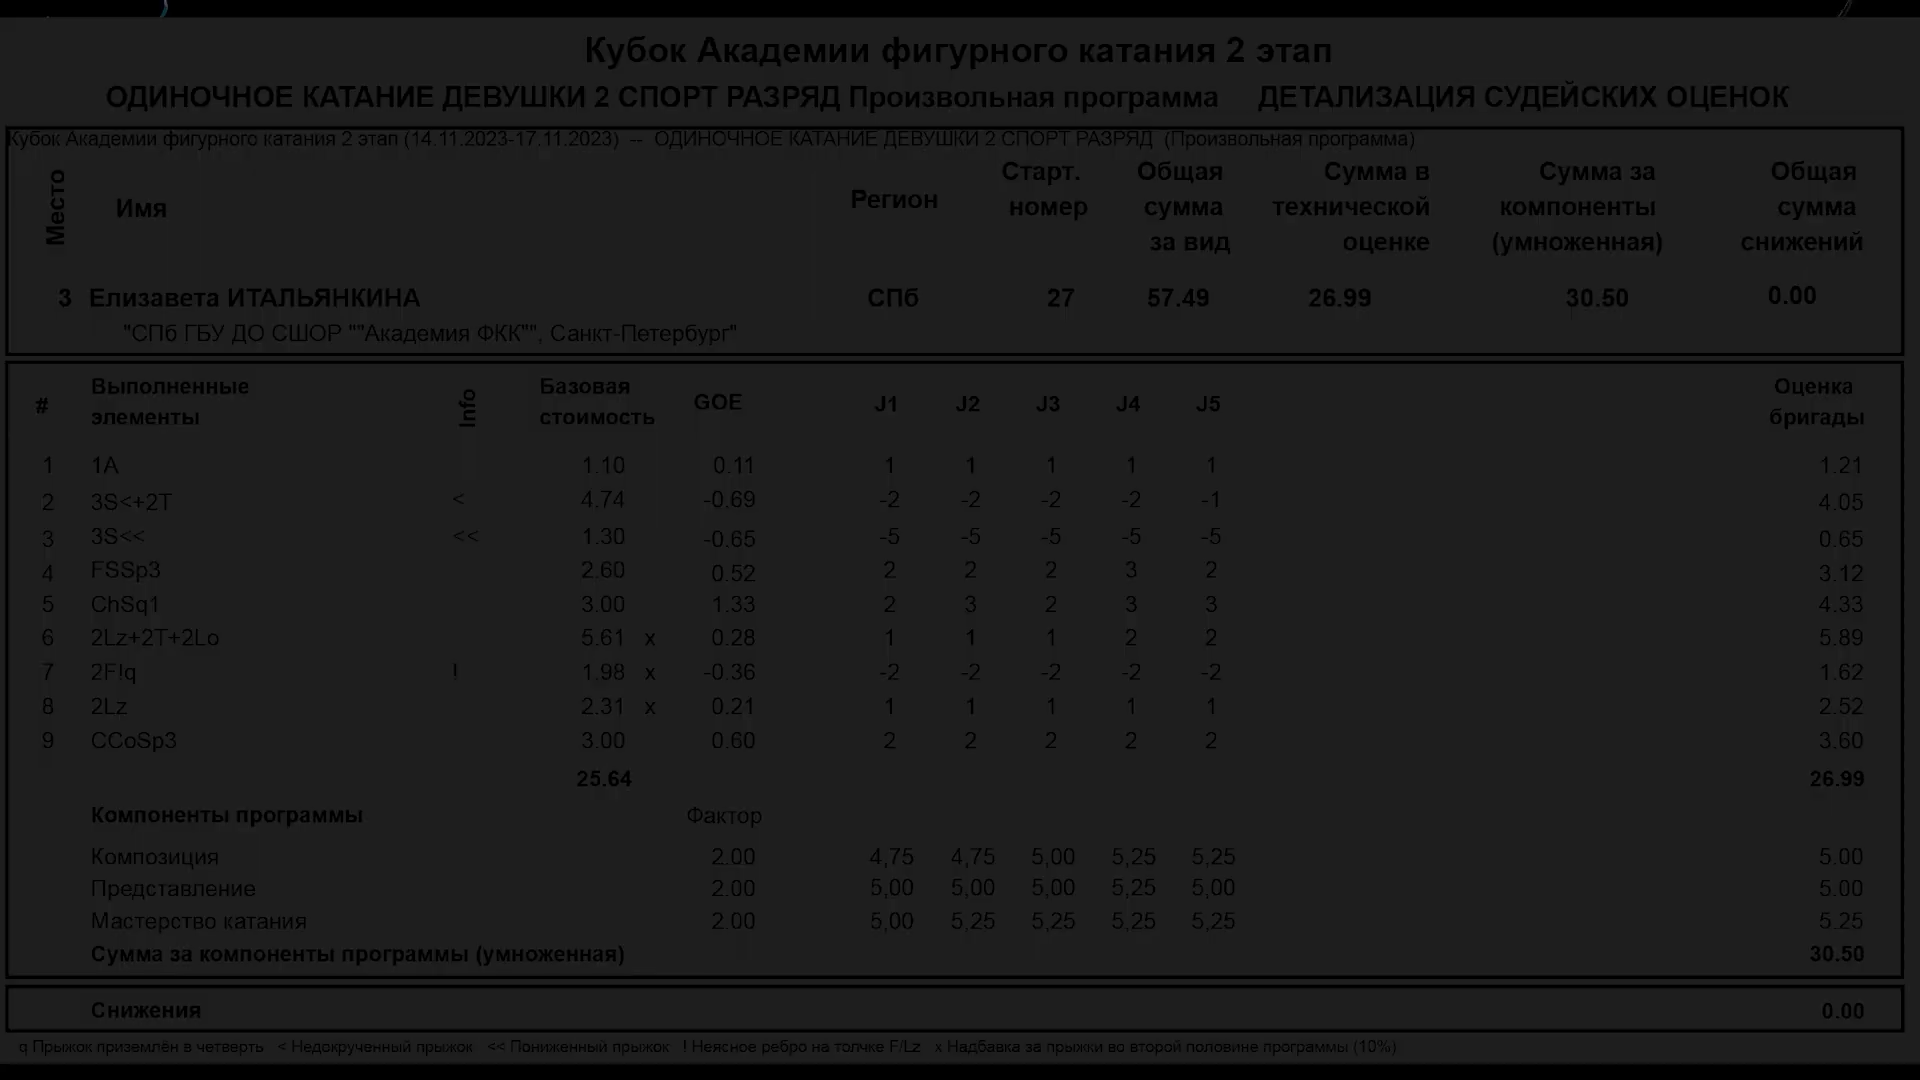 Кубок Академии фигурного катания 2 этап
ОДИНОЧНОЕ КАТАНИЕ ДЕВУШКИ 2 СПОРТ РАЗРЯД Произвольная программа ДЕТАЛИЗАЦИЯ СУДЕЙСКИХ ОЦЕНОК
Кубок Академии фигурного катания 2 этап (14.11.2023-17.11.2023) -- ОДИНОЧНОЕ КАТАНИЕ ДЕВУШКИ 2 СПОРТ РАЗРЯД (Произвольная программа)
Место Имя Регион Старт. номер Общая сумма за вид Сумма в технической оценке Сумма за компоненты (умноженная) Общая сумма снижений
3 Елизавета ИТАЛЬЯНКИНА СПб 27 57.49 26.99 30.50 0.00
"СПб ГБУ ДО СШОР ""Академия ФКК"", Санкт-Петербург"
# Выполненные элементы Info Базовая стоимость GOE J1 J2 J3 J4 J5 Оценка бригады
1 1A 1.10 0.11 1 1 1 1 1 1.21
2 3S<+2T < 4.74 -0.69 -2 -2 -2 -2 -1 4.05
3 3S<< << 1.30 -0.65 -5 -5 -5 -5 -5 0.65
4 FSSp3 2.60 0.52 2 2 2 3 2 3.12
5 ChSq1 3.00 1.33 2 3 2 3 3 4.33
6 2Lz+2T+2Lo 5.61 x 0.28 1 1 1 2 2 5.89
7 2F!q ! 1.98 x -0.36 -2 -2 -2 -2 -2 1.62
8 2Lz 2.31 x 0.21 1 1 1 1 1 2.52
9 CCoSp3 3.00 0.60 2 2 2 2 2 3.60
25.64 26.99
Компоненты программы Фактор
Композиция 2.00 4,75 4,75 5,00 5,25 5,25 5.00
Представление 2.00 5,00 5,00 5,00 5,25 5,00 5.00
Мастерство катания 2.00 5,00 5,25 5,25 5,25 5,25 5.25
Сумма за компоненты программы (умноженная) 30.50
Снижения 0.00
q Прыжок приземлён в четверть < Недокрученный прыжок << Пониженный прыжок ! Неясное ребро на толчке F/Lz x Надбавка за прыжки во второй половине программы (10%)